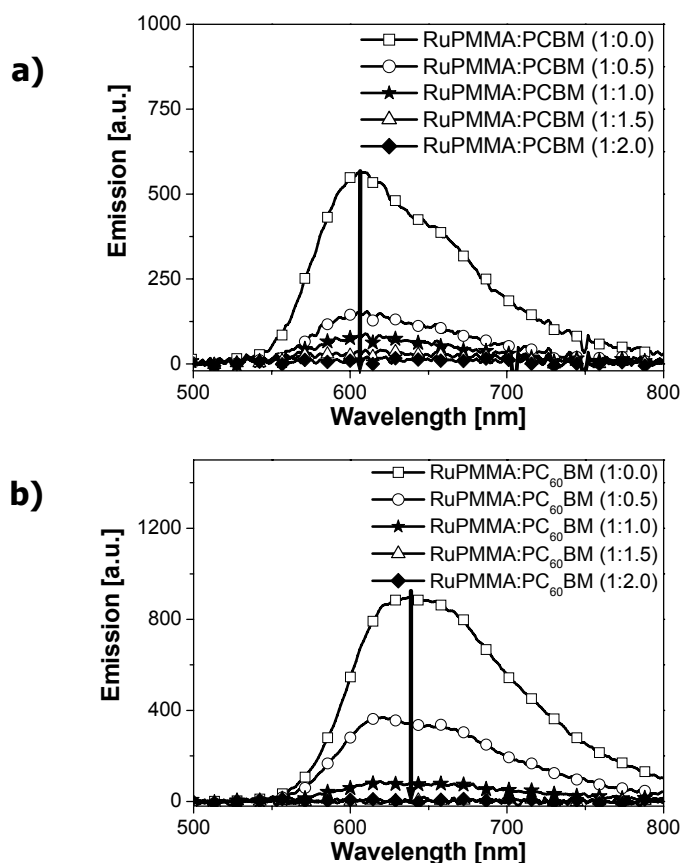 a)
1000
750
500
250
0
Emission [a.u.]
RuPMMA:PCBM (1:0.0)
RuPMMA:PCBM (1:0.5)
RuPMMA:PCBM (1:1.0)
RuPMMA:PCBM (1:1.5)
RuPMMA:PCBM (1:2.0)
500 600 700 800
Wavelength [nm]
b)
1200
900
600
300
0
Emission [a.u.]
RuPMMA:PC₆₀BM (1:0.0)
RuPMMA:PC₆₀BM (1:0.5)
RuPMMA:PC₆₀BM (1:1.0)
RuPMMA:PC₆₀BM (1:1.5)
RuPMMA:PC₆₀BM (1:2.0)
500 600 700 800
Wavelength [nm]